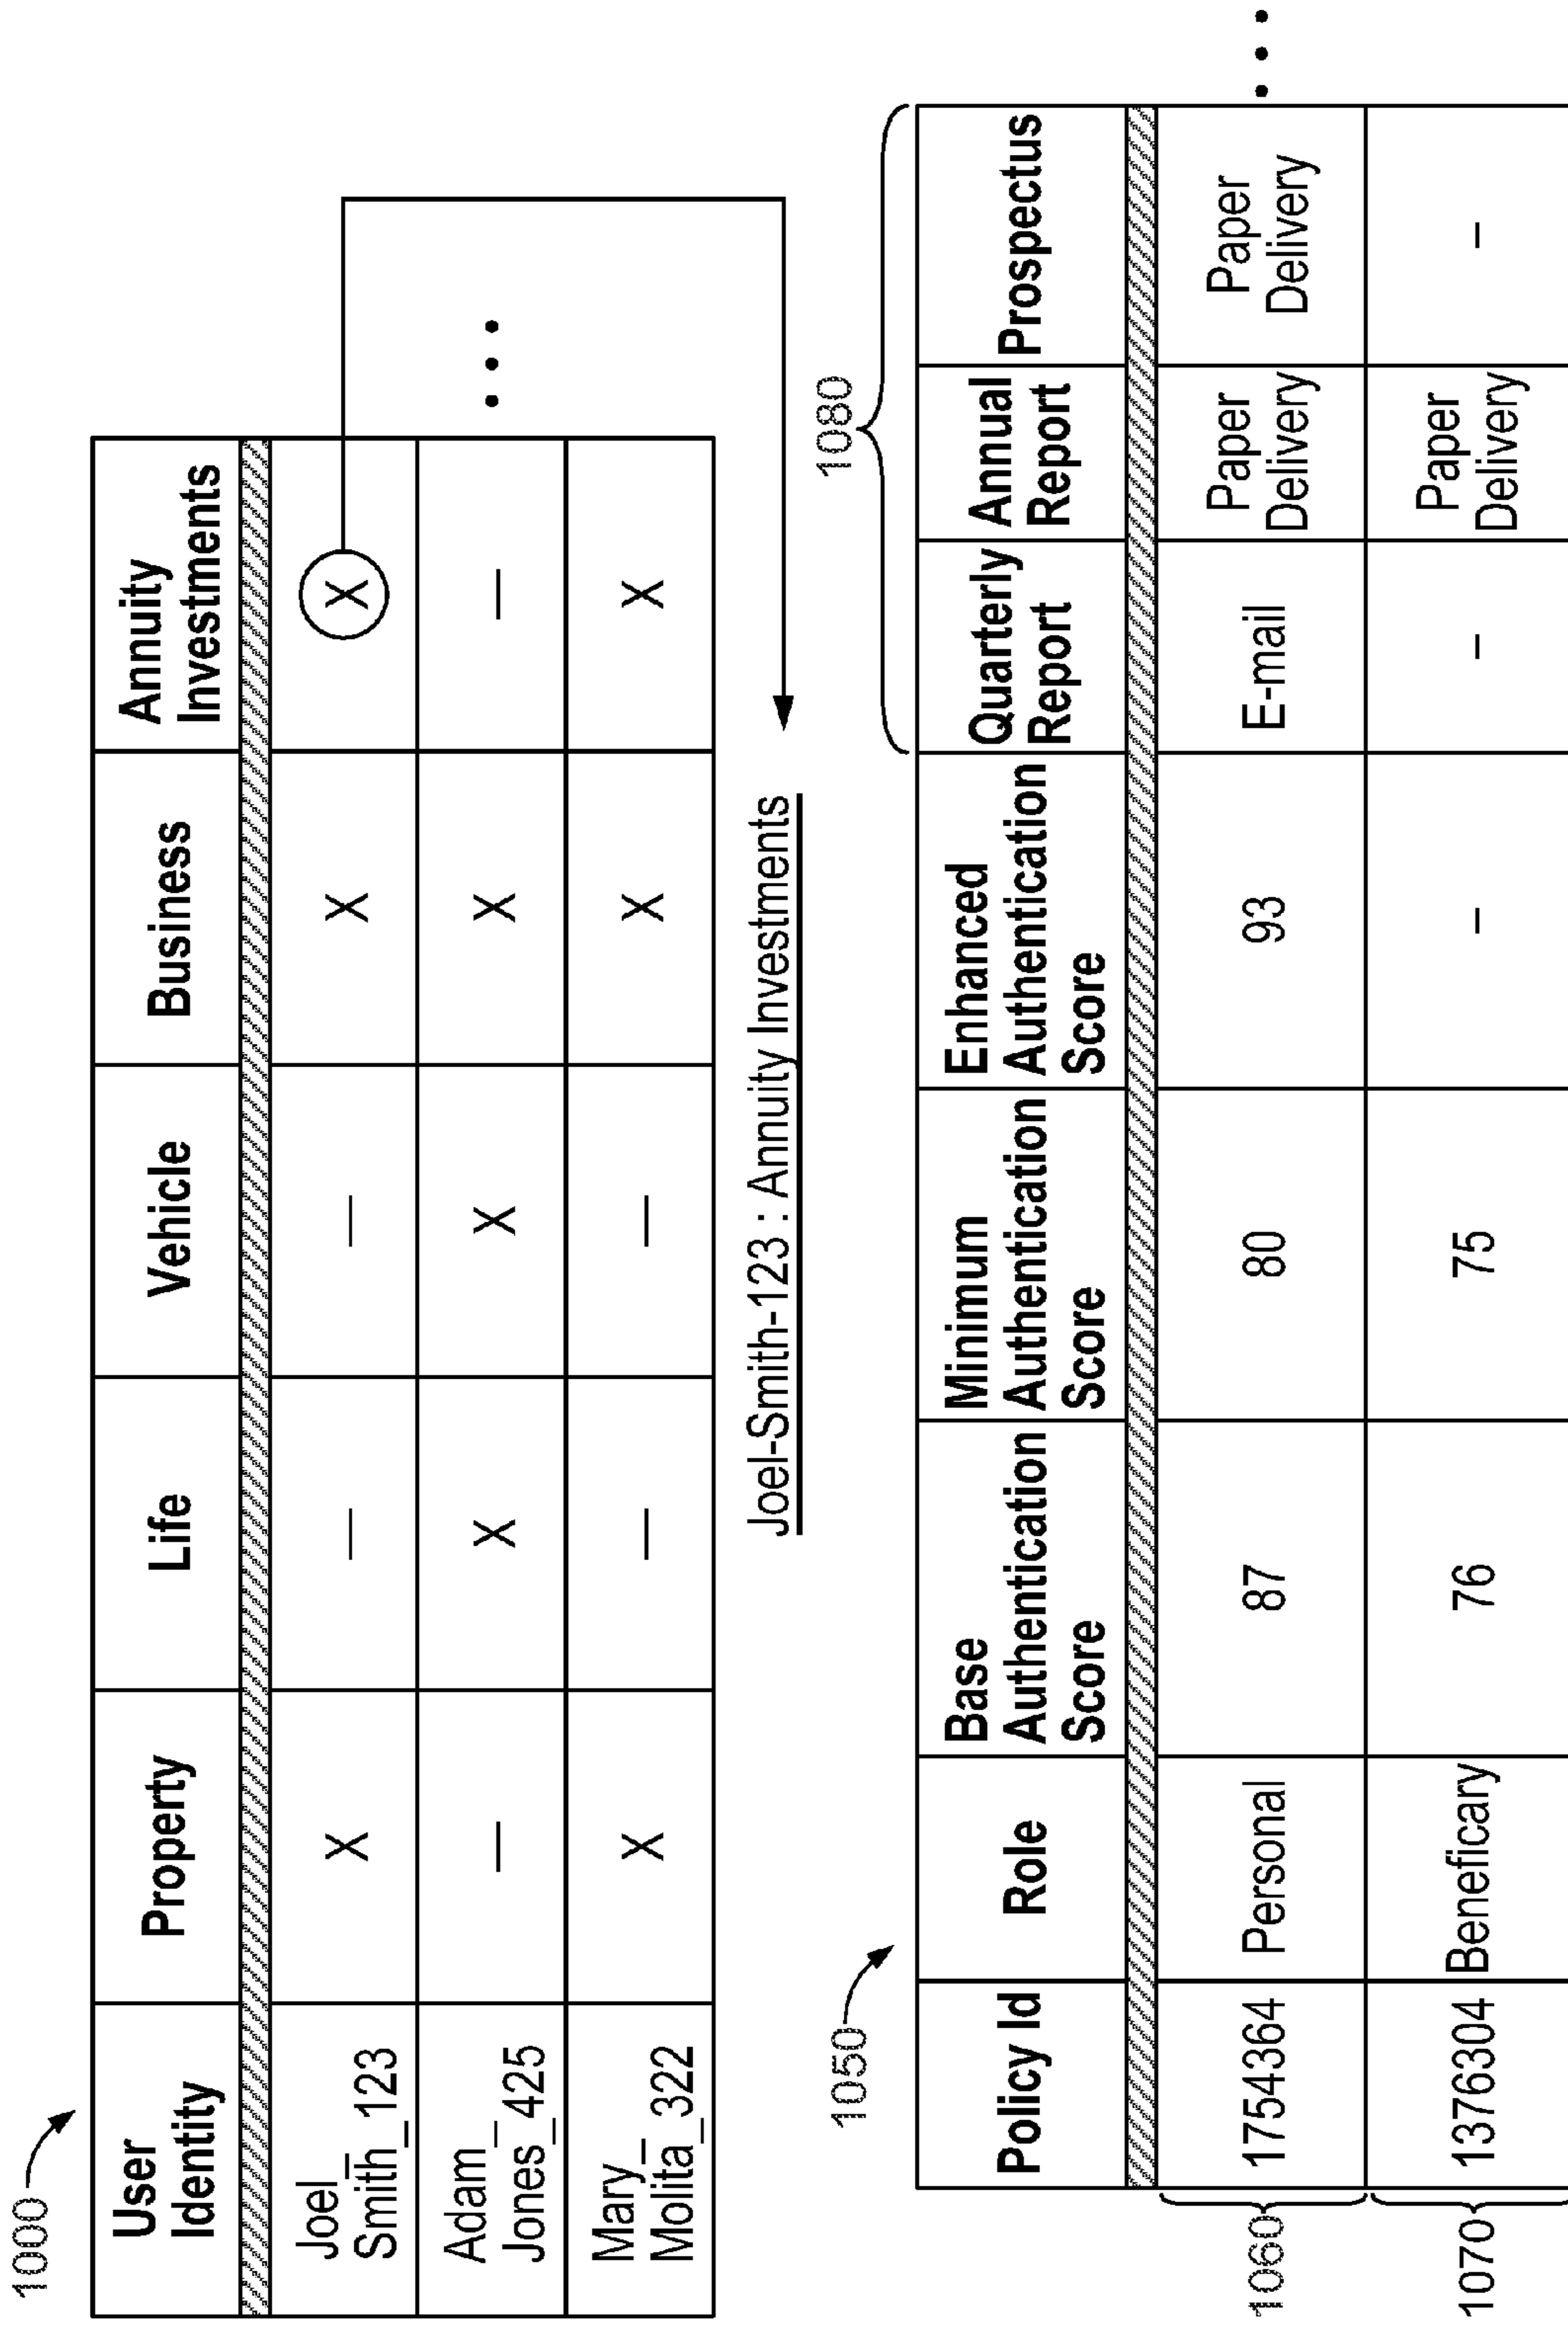 1000
User Identity | Property | Life | Vehicle | Business | Annuity Investments
Joel_ Smith_123 | X | – | – | X | X
Adam_ Jones_425 | – | X | X | X | – • • •
Mary_ Molita_322 | X | – | – | X | X
Joel-Smith-123 : Annuity Investments
1050
1080
Policy Id | Role | Base Authentication Score | Minimum Authentication Score | Enhanced Authentication Score | Quarterly Report | Annual Report | Prospectus
1060 1754364 | Personal | 87 | 80 | 93 | E-mail | Paper Delivery | Paper Delivery • • •
1070 1376304 | Beneficary | 76 | 75 | – | – | Paper Delivery | –